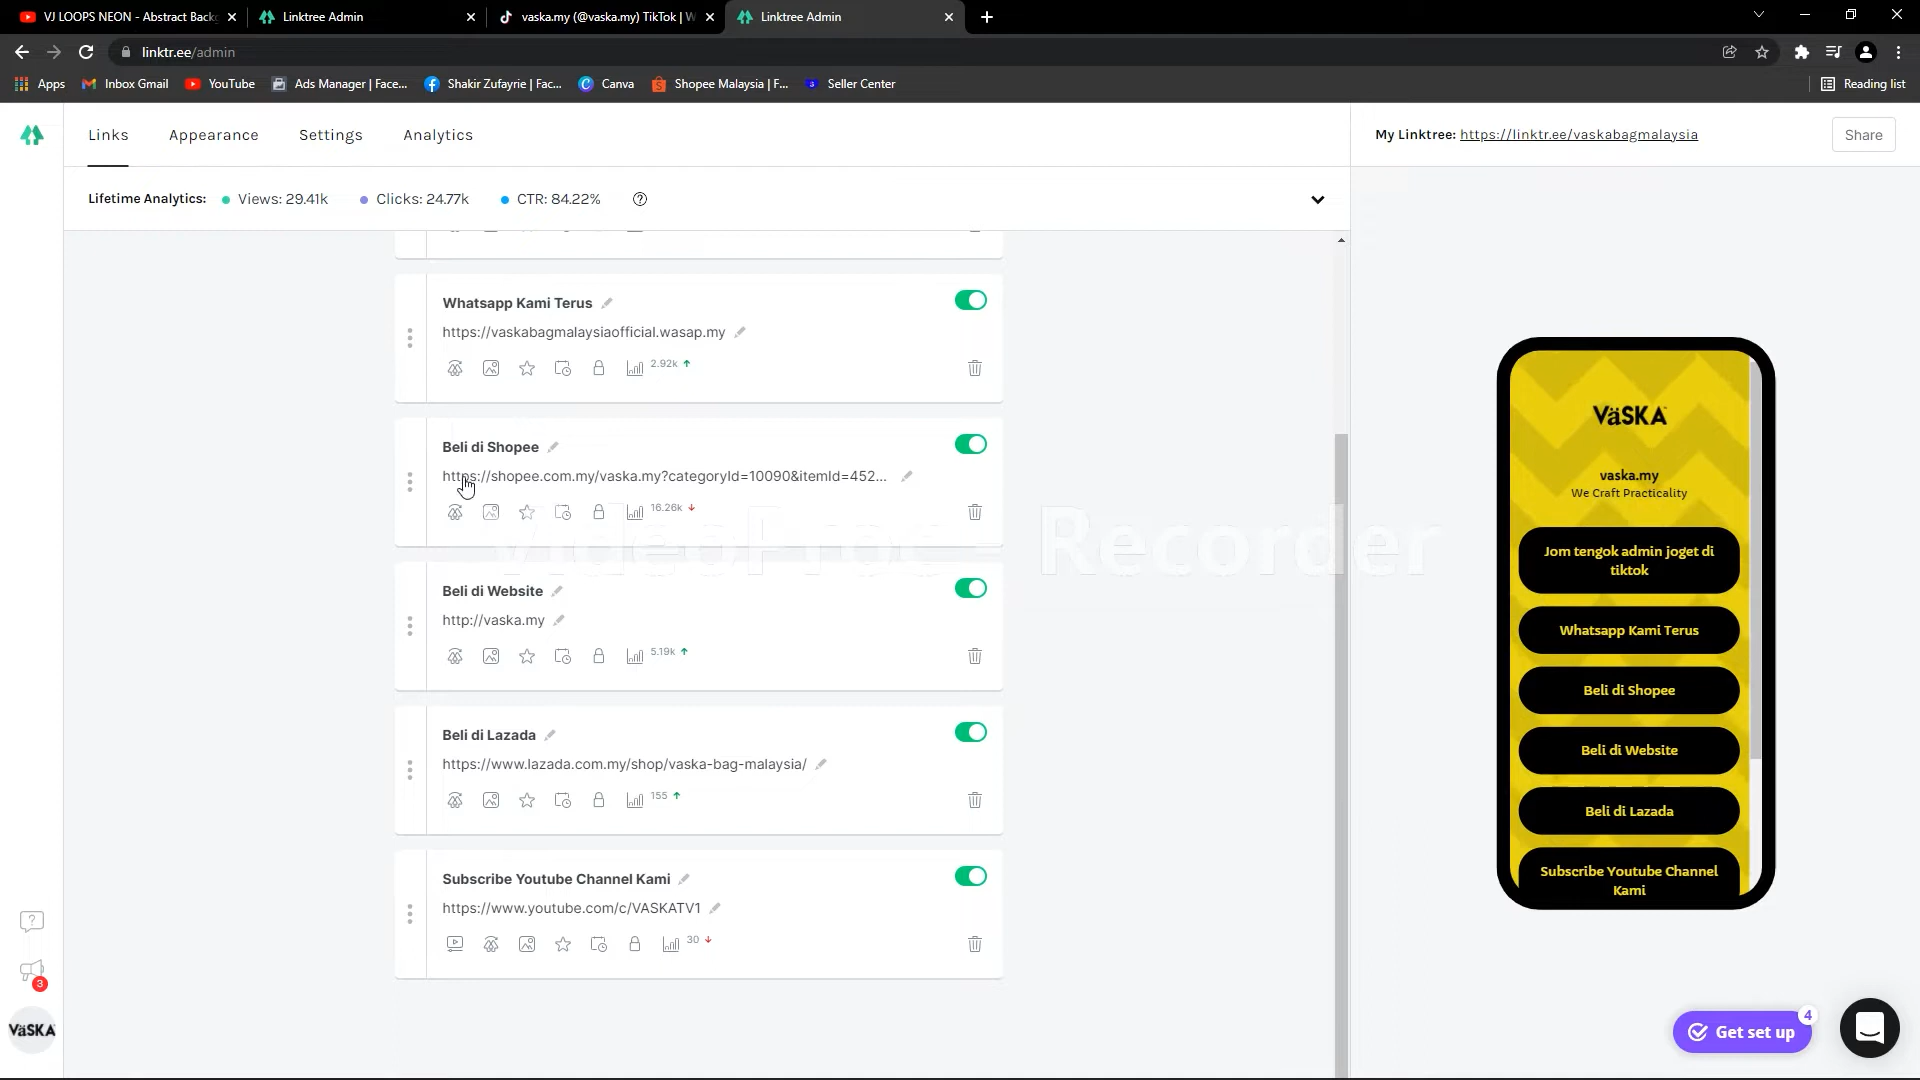 VJ LOOPS NEON - Abstract Back
Linktree Admin
vaska.my (@vaska.my) TikTok | W
Linktree Admin
linktr.ee/admin
Apps
Inbox Gmail
YouTube
Ads Manager | Face...
Shakir Zufayrie | Fac...
Canva
Shopee Malaysia | F...
Seller Center
Reading list
Links
Appearance
Settings
Analytics
My Linktree: https://linktr.ee/vaskabagmalaysia
Share
Lifetime Analytics:
Views: 29.41k
Clicks: 24.77k
CTR: 84.22%
Whatsapp Kami Terus
https://vaskabagmalaysiaofficial.wasap.my
2.92k
Beli di Shopee
https://shopee.com.my/vaska.my?categoryId=10090&itemId=452...
16.26k
Beli di Website
http://vaska.my
5.19k
Beli di Lazada
https://www.lazada.com.my/shop/vaska-bag-malaysia/
155
Subscribe Youtube Channel Kami
https://www.youtube.com/c/VASKATV1
30
VideoProc - Recorder
3
VäSKA
VäSKA
vaska.my
We Craft Practicality
Jom tengok admin joget di
tiktok
Whatsapp Kami Terus
Beli di Shopee
Beli di Website
Beli di Lazada
Subscribe Youtube Channel
Kami
Get set up
4